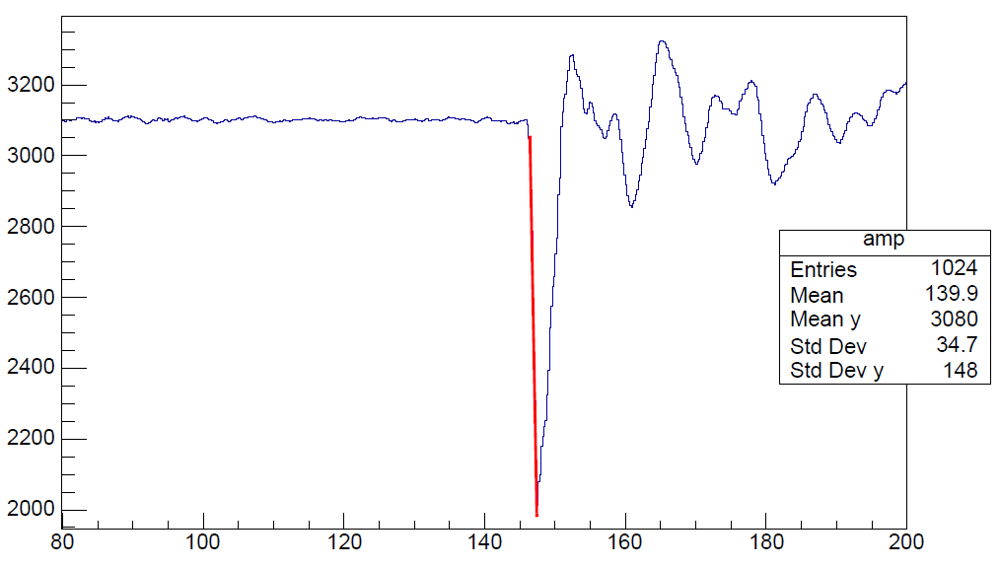 3200
3000
2800
2600
2400
2200
2000
80 100 120 140 160 180 200
amp
Entries 1024
Mean 139.9
Mean y 3080
Std Dev 34.7
Std Dev y 148